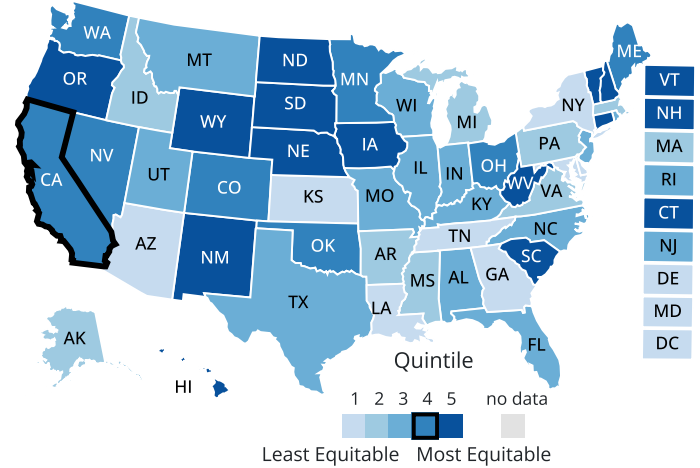 WA
ME
MT
ND
MN
VT
OR
ID
SD
WI
NY
NH
WY
MI
MA
IA
PA
NE
NV
IL
IN
OH
RI
UT
CO
WV
VA
CA
KS
MO
KY
CT
NC
AZ
OK
TN
NJ
NM
AR
SC
MS
AL
GA
DE
TX
LA
MD
AK
FL
DC
HI
Quintile
1 2 3 4 5 no data
Least Equitable Most Equitable